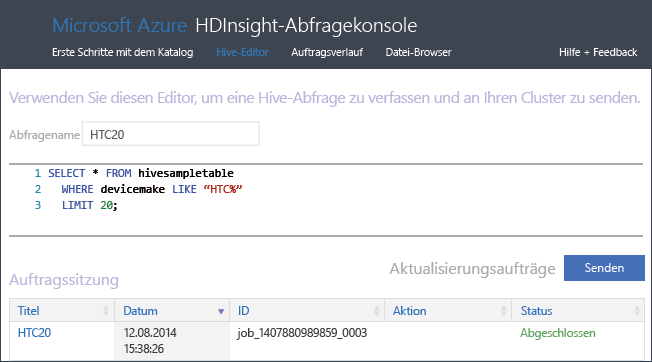 Microsoft Azure HDInsight-Abfragekonsole
Erste Schritte mit dem Katalog Hive-Editor Auftragsverlauf Datei-Browser Hilfe + Feedback
Verwenden Sie diesen Editor, um eine Hive-Abfrage zu verfassen und an Ihren Cluster zu senden.
Abfragename HTC20
1 SELECT * FROM hivesampletable
2 WHERE devicemake LIKE “HTC%”
3 LIMIT 20;
Aktualisierungsaufträge Senden
Auftragssitzung
Titel Datum ID Aktion Status
HTC20 12.08.2014 job_1407880989859_0003 Abgeschlossen
15:38:26